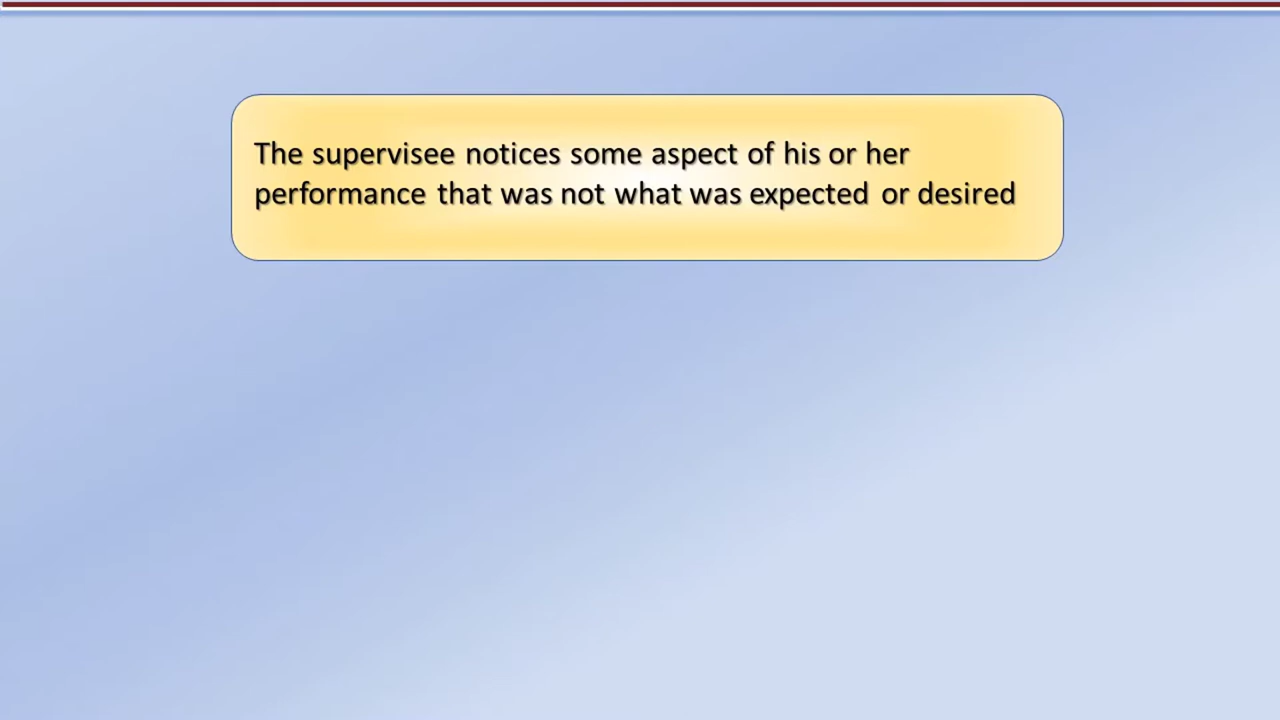 The supervisee notices some aspect of his or her
performance that was not what was expected or desired